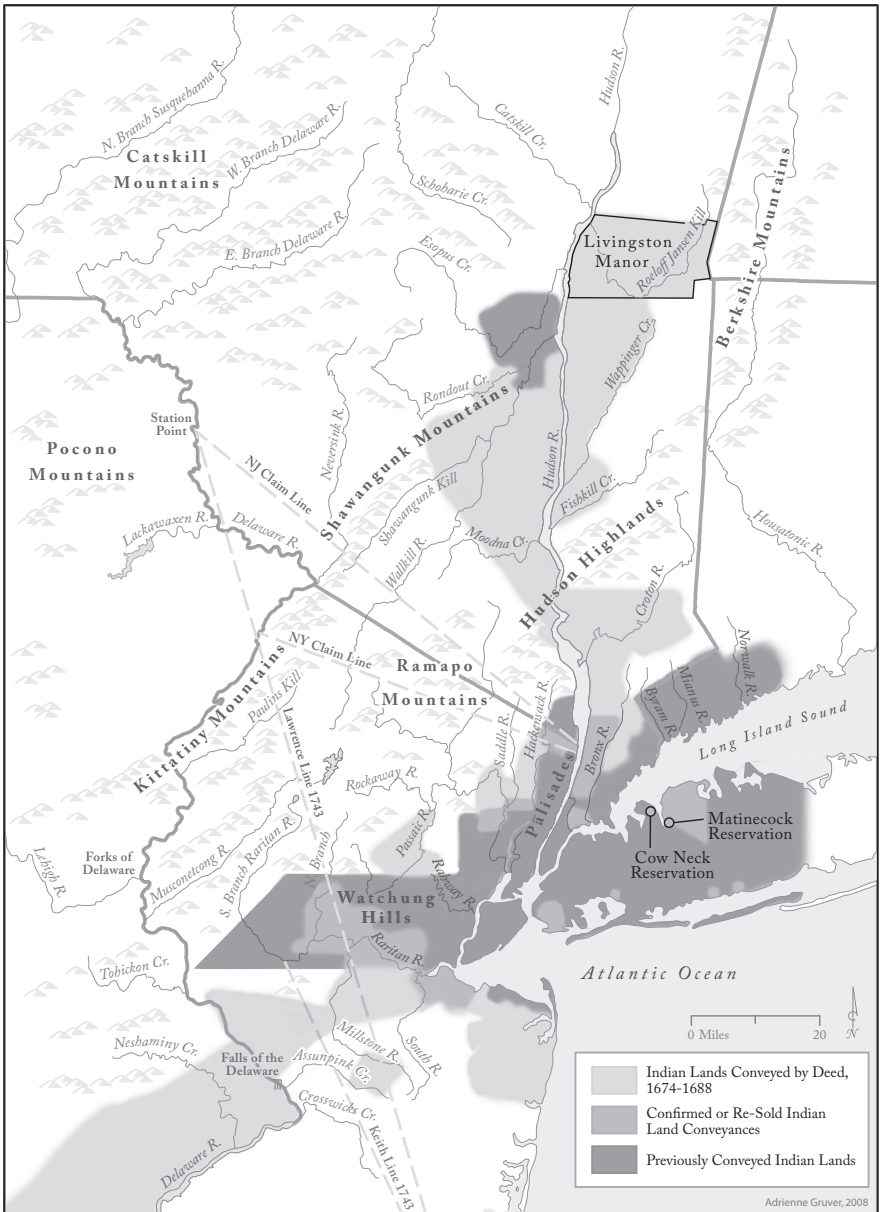 Hudson R.
N. Branch Susquehanna R.
Catskill
Mountains
W. Branch Delaware R.
Catskill Cr.
Schoharie Cr.
E. Branch Delaware R.
Esopus Cr.
Livingston
Manor
Roeloff Jansen Kill
Berkshire Mountains
Wappinger Cr.
Rondout Cr.
Station
Point
Neversink R.
Shawangunk Mountains
Pocono
Mountains
NJ Claim Line
Hudson R.
Fishkill Cr.
Shawangunk Kill
Lackawaxen R.
Delaware R.
Wallkill R.
Moodna Cr.
Hudson Highlands
Housatonic R.
Croton R.
NY Claim Line
Ramapo
Mountains
Norwalk R.
Mianus R.
Byram R.
Kittatiny Mountains
Paulins Kill
Lawrence Line 1743
Saddle R.
Hackensack R.
Bronx R.
Long Island Sound
Rockaway R.
Palisades
Passaic R.
Matinecock
Reservation
Cow Neck
Reservation
Lehigh R.
Forks of
Delaware
Musconetcong R.
S. Branch Raritan R.
N. Branch
Rahway R.
Watchung
Hills
Raritan R.
Tohickon Cr.
Atlantic Ocean
0 Miles
20
N
Neshaminy Cr.
Falls of the
Delaware
Millstone R.
Assunpink Cr.
South R.
Crosswicks Cr.
Keith Line 1743
Delaware R.
Indian Lands Conveyed by Deed,
1674-1688
Confirmed or Re-Sold Indian
Land Conveyances
Previously Conveyed Indian Lands
Adrienne Gruver, 2008